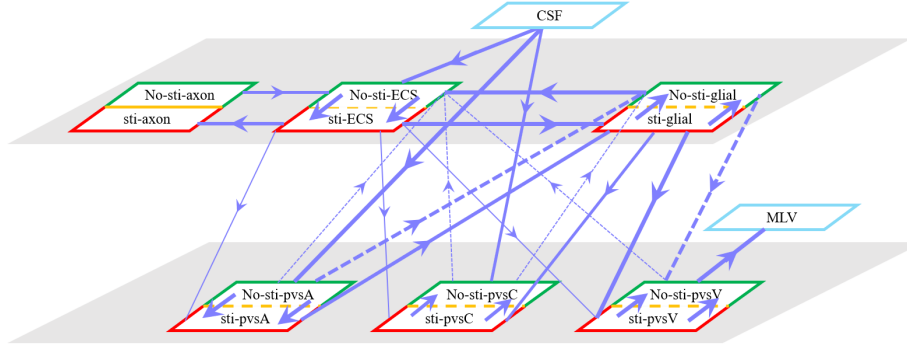 CSF
No-sti-axon
sti-axon
No-sti-ECS
sti-ECS
No-sti-glial
sti-glial
MLV
No-sti-pvsA
sti-pvsA
No-sti-pvsC
sti-pvsC
No-sti-pvsV
sti-pvsV